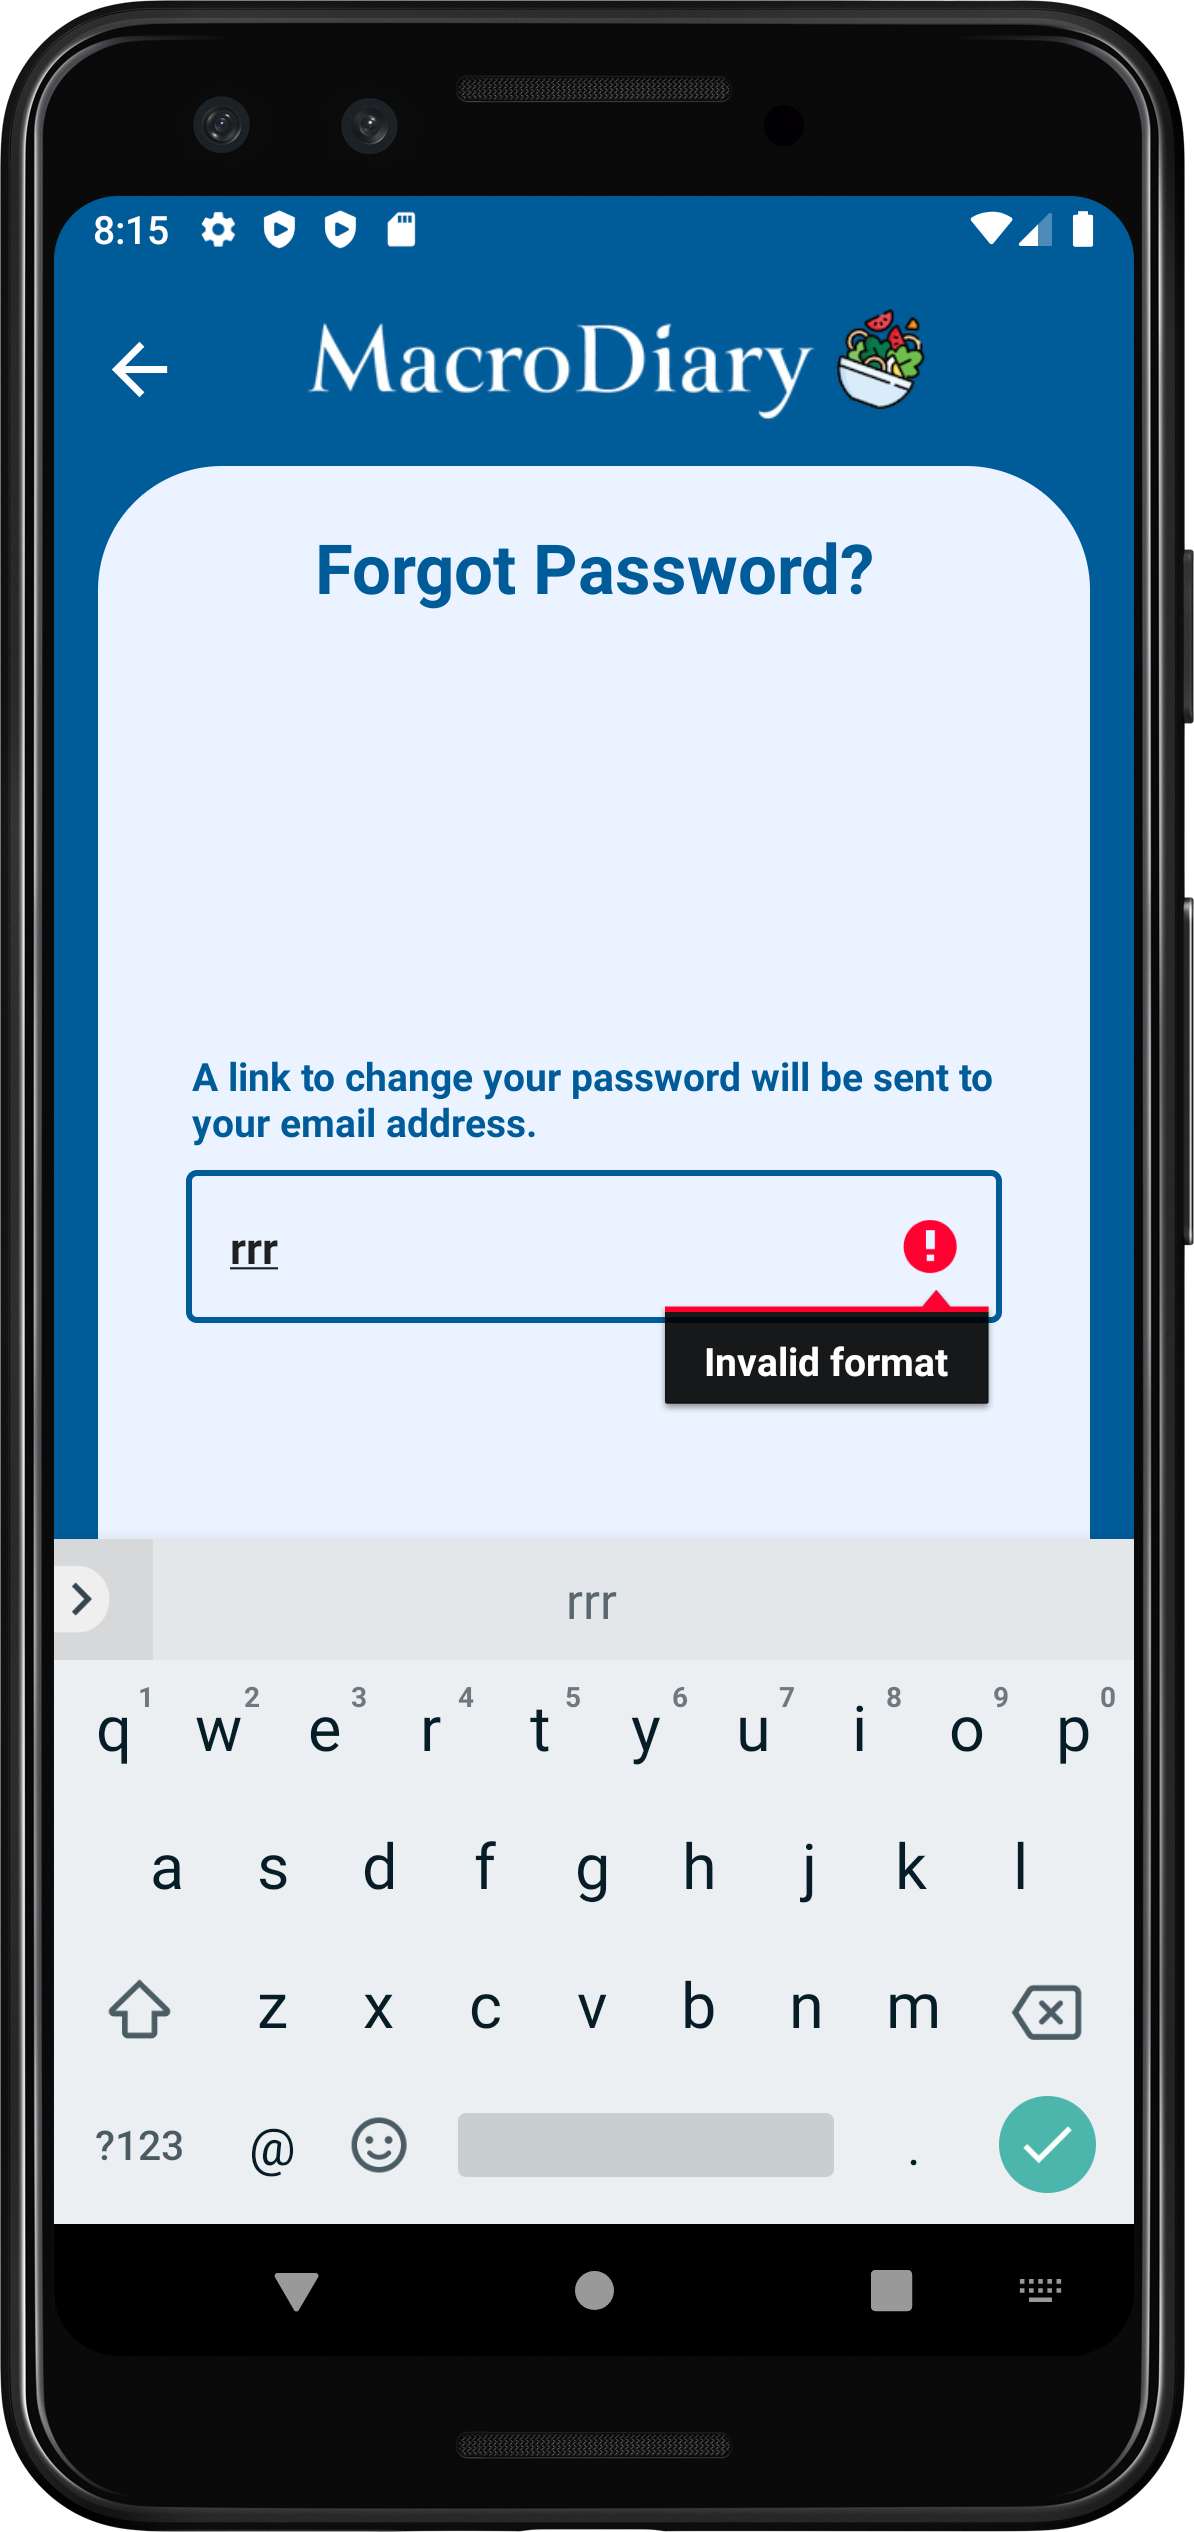 8:15
MacroDiary
Forgot Password?
A link to change your password will be sent to
your email address.
rrr
Invalid format
rrr
1 2 3 4 5 6 7 8 9 0
q w e r t y u i o p
a s d f g h j k l
z x c v b n m
?123 @ .